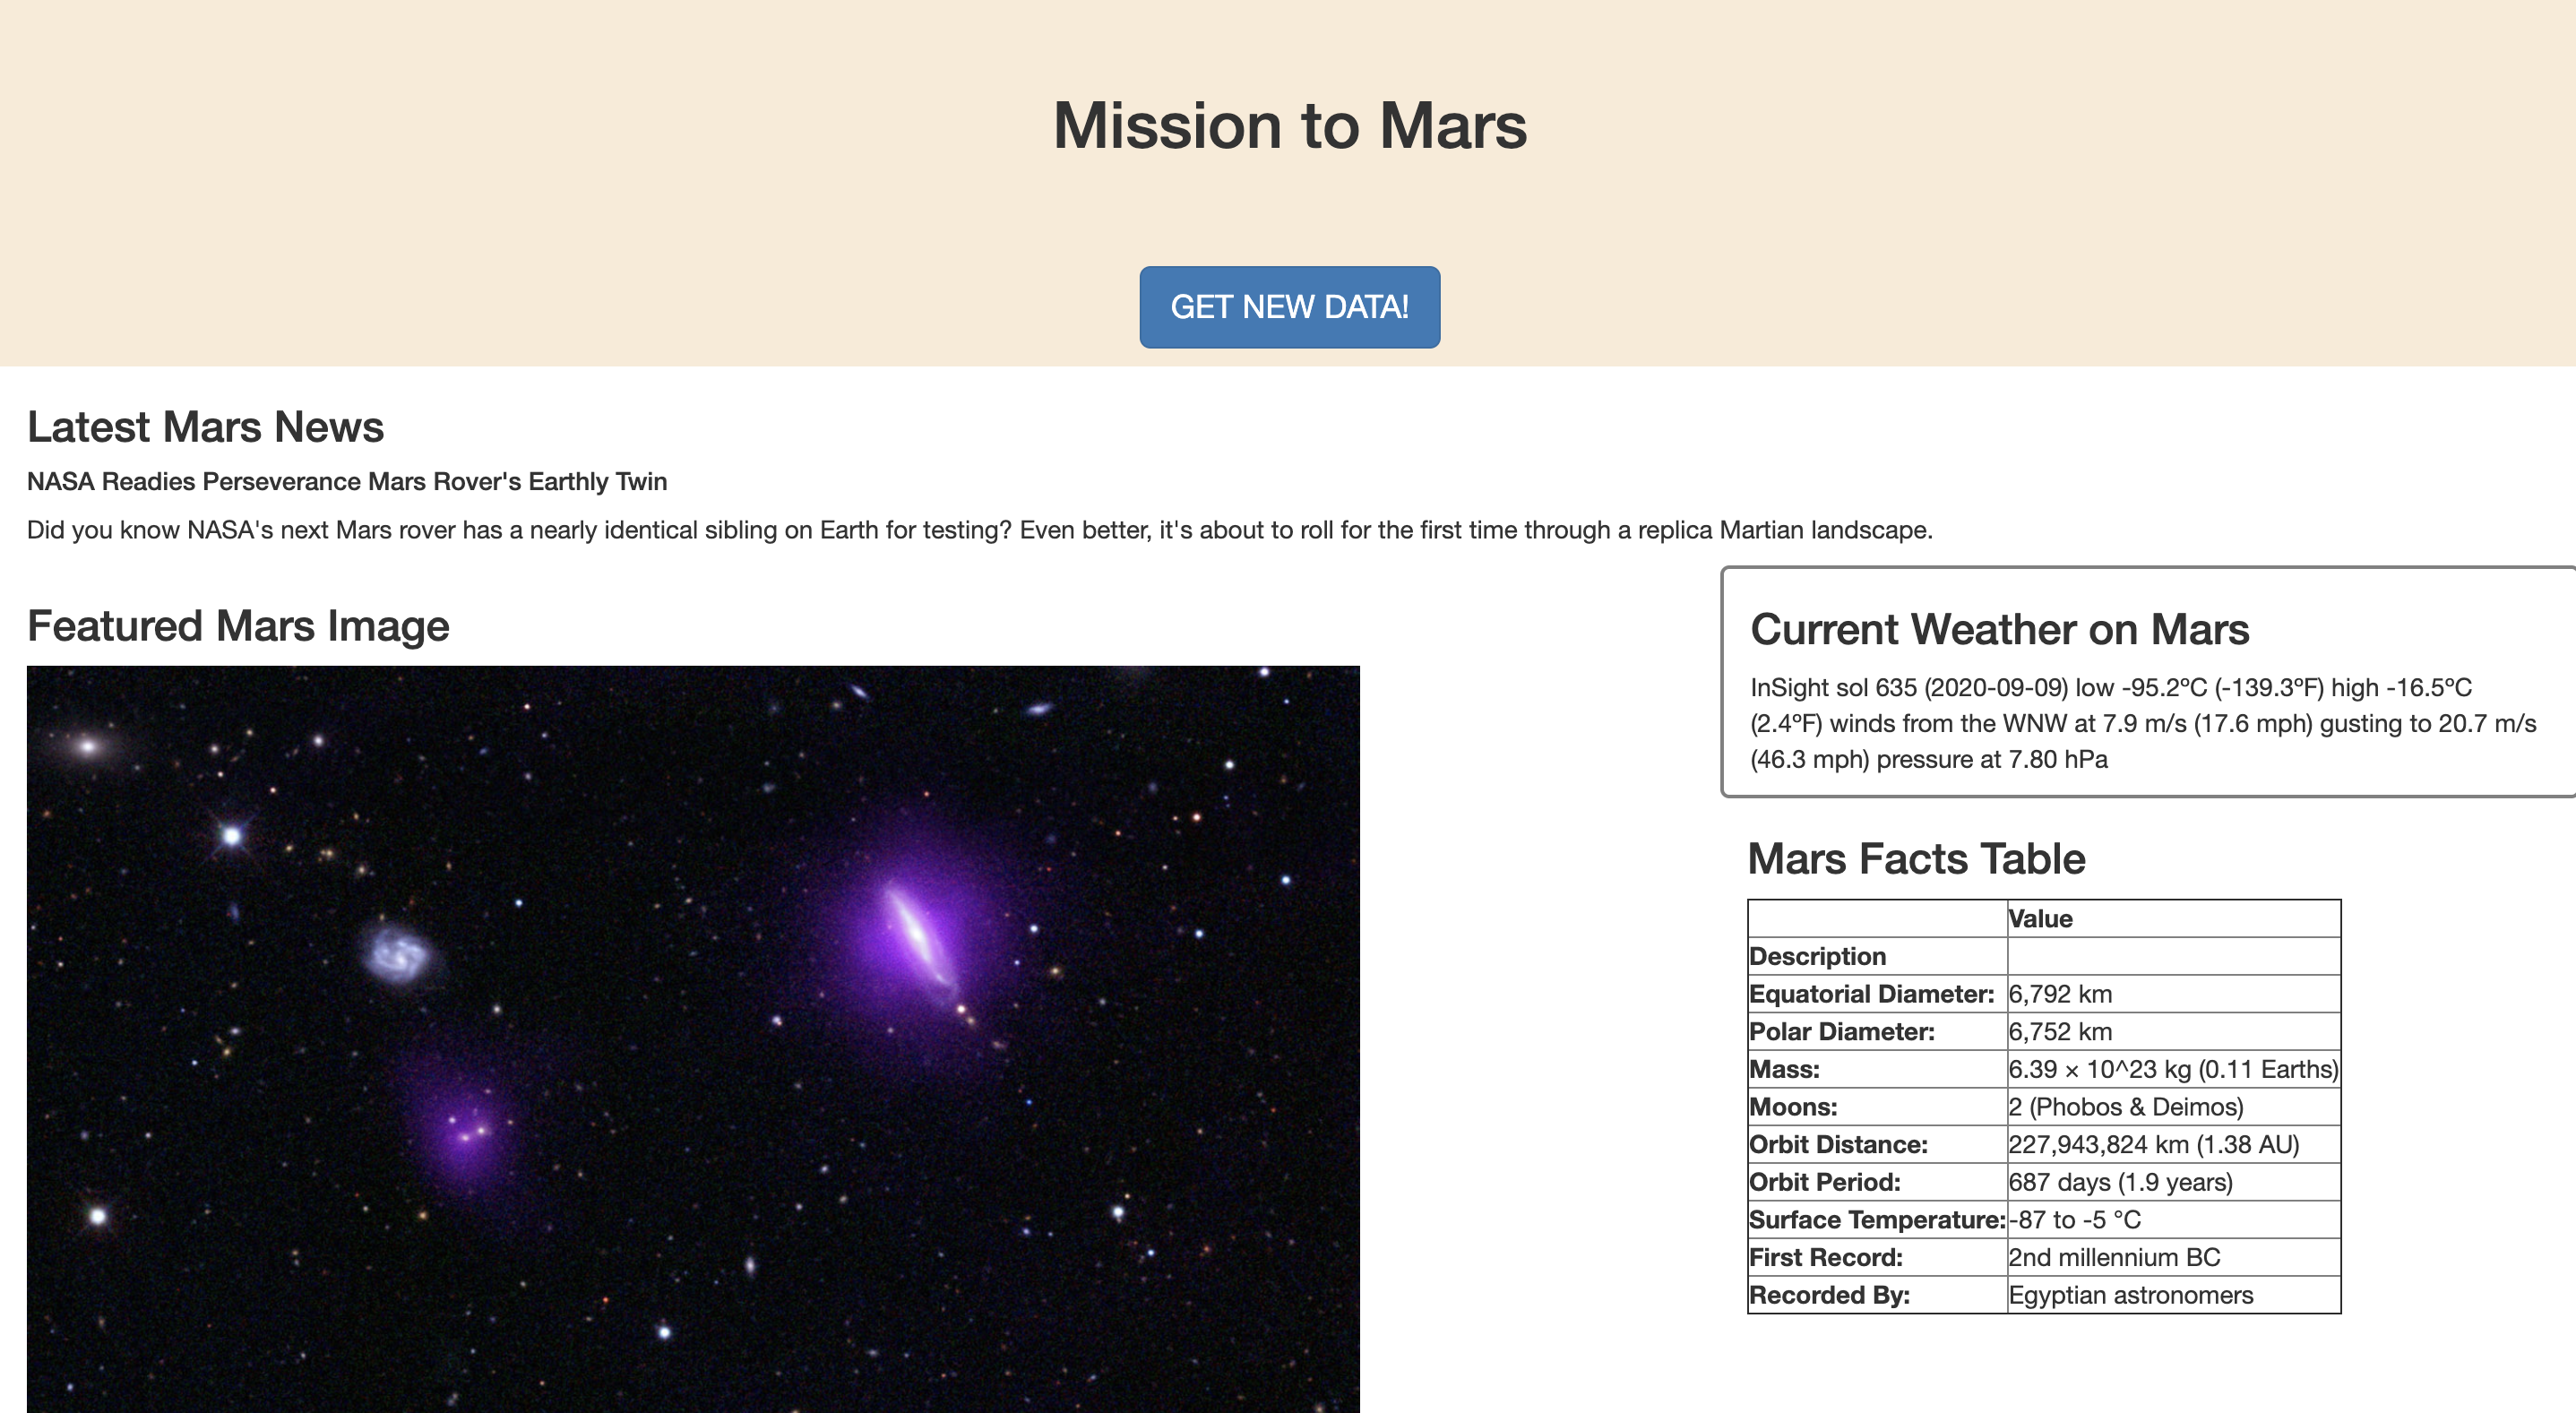 Mission to Mars
GET NEW DATA!
Latest Mars News
NASA Readies Perseverance Mars Rover's Earthly Twin
Did you know NASA's next Mars rover has a nearly identical sibling on Earth for testing? Even better, it's about to roll for the first time through a replica Martian landscape.
Featured Mars Image
Current Weather on Mars
InSight sol 635 (2020-09-09) low -95.2ºC (-139.3ºF) high -16.5ºC
(2.4ºF) winds from the WNW at 7.9 m/s (17.6 mph) gusting to 20.7 m/s
(46.3 mph) pressure at 7.80 hPa
Mars Facts Table
Value
Description
Equatorial Diameter: 6,792 km
Polar Diameter: 6,752 km
Mass: 6.39 × 10^23 kg (0.11 Earths)
Moons: 2 (Phobos & Deimos)
Orbit Distance: 227,943,824 km (1.38 AU)
Orbit Period: 687 days (1.9 years)
Surface Temperature: -87 to -5 °C
First Record: 2nd millennium BC
Recorded By: Egyptian astronomers